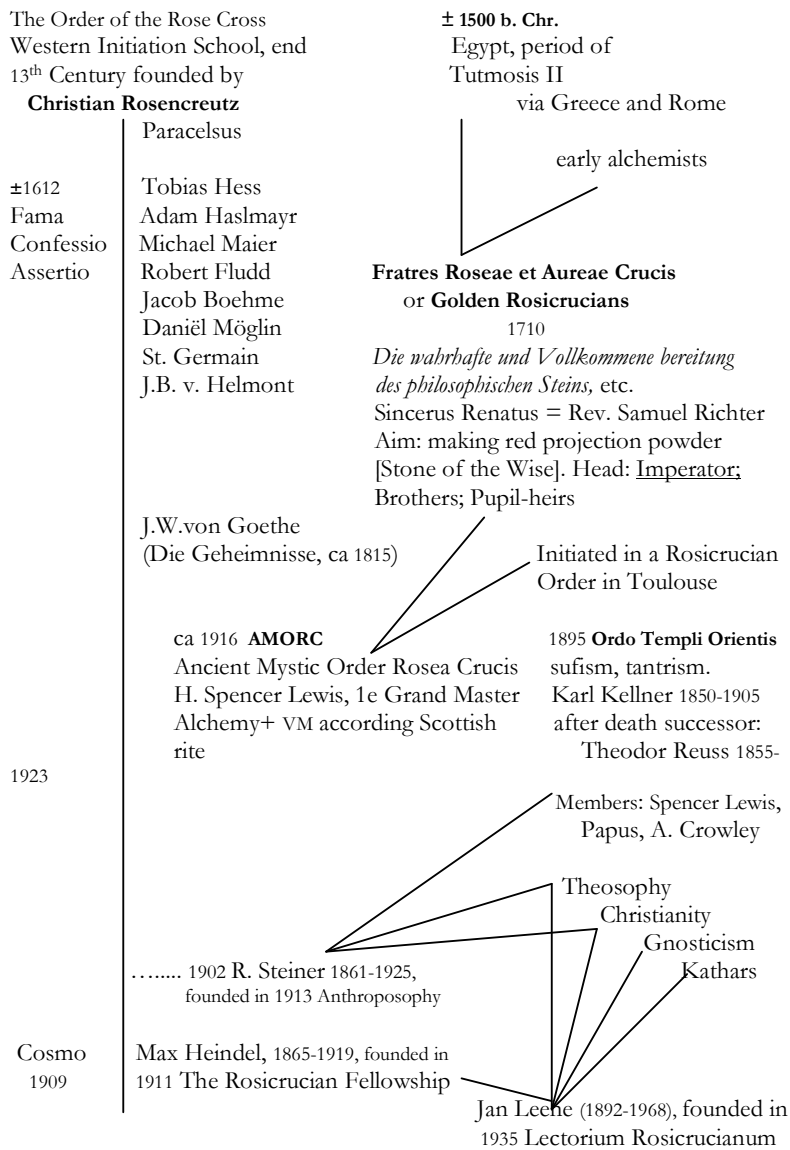 The Order of the Rose Cross
Western Initiation School, end
13th Century founded by
Christian Rosencreutz
± 1500 b. Chr.
Egypt, period of
Tutmosis II
via Greece and Rome
early alchemists
Paracelsus
±1612
Fama
Confessio
Assertio
Tobias Hess
Adam Haslmayr
Michael Maier
Robert Fludd
Jacob Boehme
Daniël Möglin
St. Germain
J.B. v. Helmont
Fratres Roseae et Aureae Crucis
or Golden Rosicrucians
1710
Die wahrhafte und Vollkommene bereitung
des philosophischen Steins, etc.
Sincerus Renatus = Rev. Samuel Richter
Aim: making red projection powder
[Stone of the Wise]. Head: Imperator;
Brothers; Pupil-heirs
J.W.von Goethe
(Die Geheimnisse, ca 1815)
Initiated in a Rosicrucian
Order in Toulouse
ca 1916 AMORC
Ancient Mystic Order Rosea Crucis
H. Spencer Lewis, 1e Grand Master
Alchemy+ VM according Scottish
rite
1895 Ordo Templi Orientis
sufism, tantrism.
Karl Kellner 1850-1905
after death successor:
Theodor Reuss 1855-
1923
Members: Spencer Lewis,
Papus, A. Crowley
Theosophy
Christianity
Gnosticism
Kathars
…..... 1902 R. Steiner 1861-1925,
founded in 1913 Anthroposophy
Cosmo
1909
Max Heindel, 1865-1919, founded in
1911 The Rosicrucian Fellowship
Jan Leene (1892-1968), founded in
1935 Lectorium Rosicrucianum